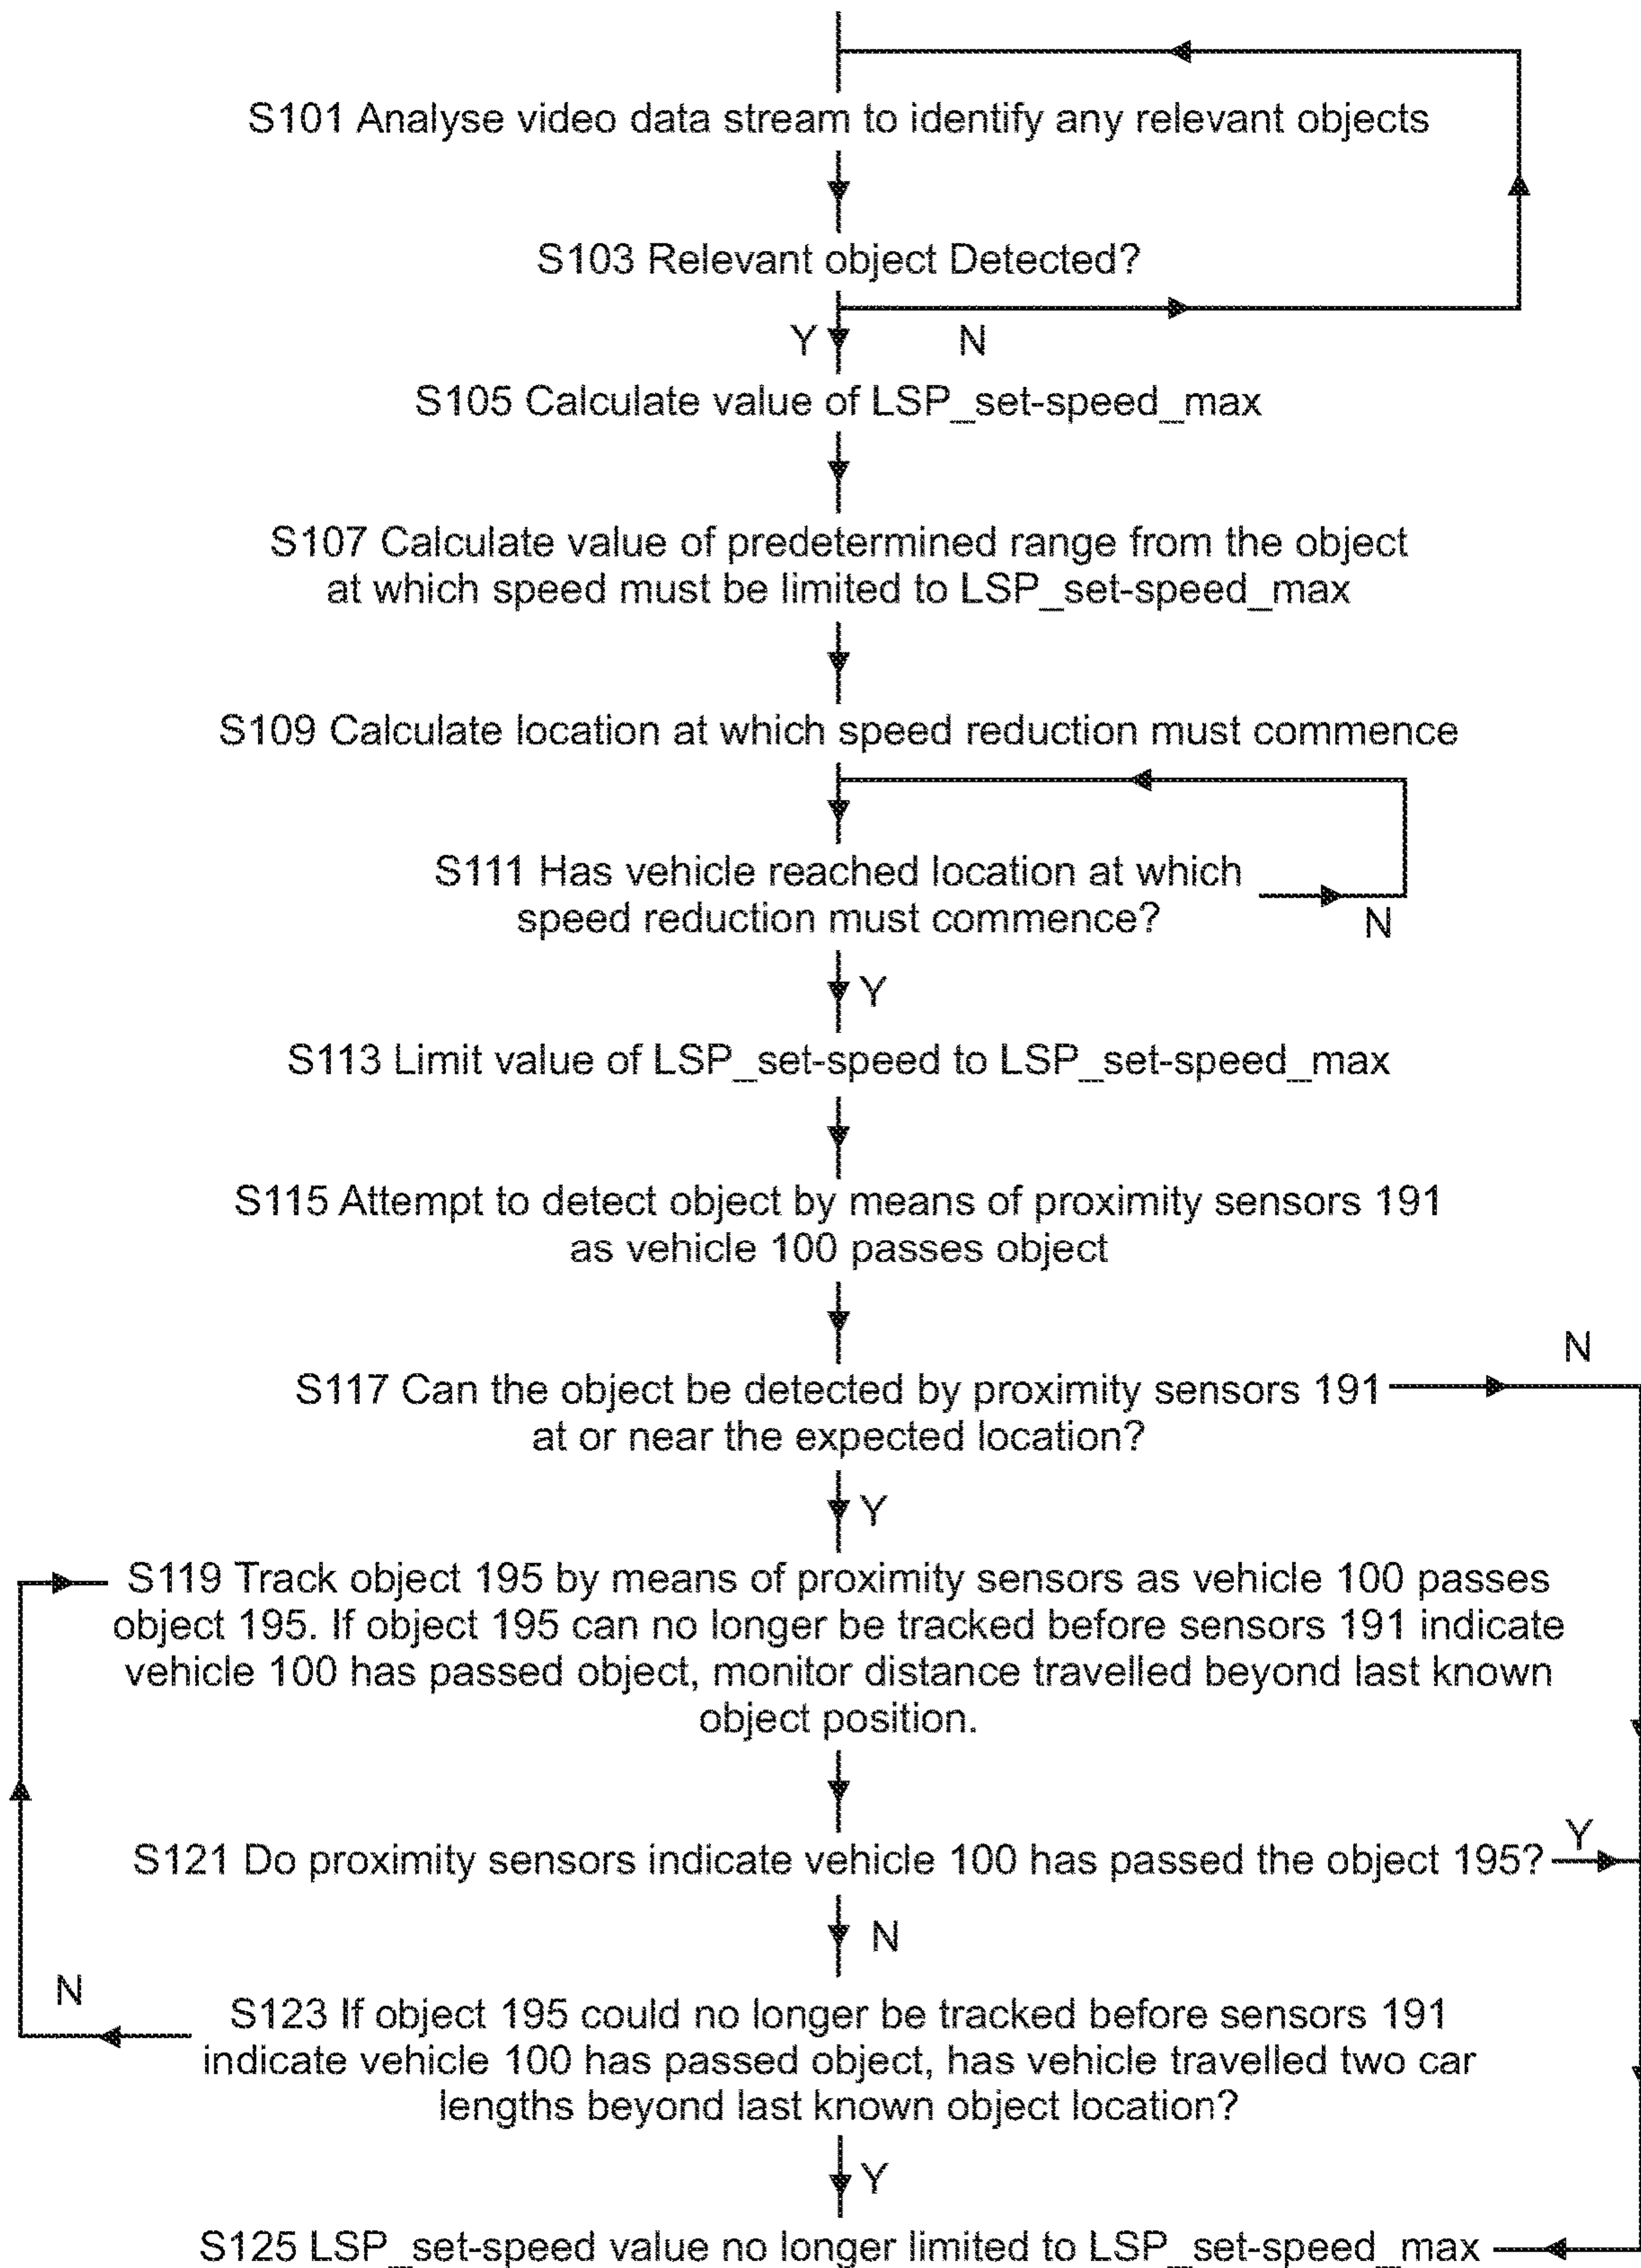 S101 Analyse video data stream to identify any relevant objects
S103 Relevant object Detected?
Y
N
S105 Calculate value of LSP_set-speed_max
S107 Calculate value of predetermined range from the object
at which speed must be limited to LSP_set-speed_max
S109 Calculate location at which speed reduction must commence
S111 Has vehicle reached location at which
speed reduction must commence?
N
Y
S113 Limit value of LSP_set-speed to LSP_set-speed_max
S115 Attempt to detect object by means of proximity sensors 191
as vehicle 100 passes object
N
S117 Can the object be detected by proximity sensors 191
at or near the expected location?
Y
S119 Track object 195 by means of proximity sensors as vehicle 100 passes
object 195. If object 195 can no longer be tracked before sensors 191 indicate
vehicle 100 has passed object, monitor distance travelled beyond last known
object position.
Y
S121 Do proximity sensors indicate vehicle 100 has passed the object 195?
N
N
S123 If object 195 could no longer be tracked before sensors 191
indicate vehicle 100 has passed object, has vehicle travelled two car
lengths beyond last known object location?
Y
S125 LSP_set-speed value no longer limited to LSP_set-speed_max